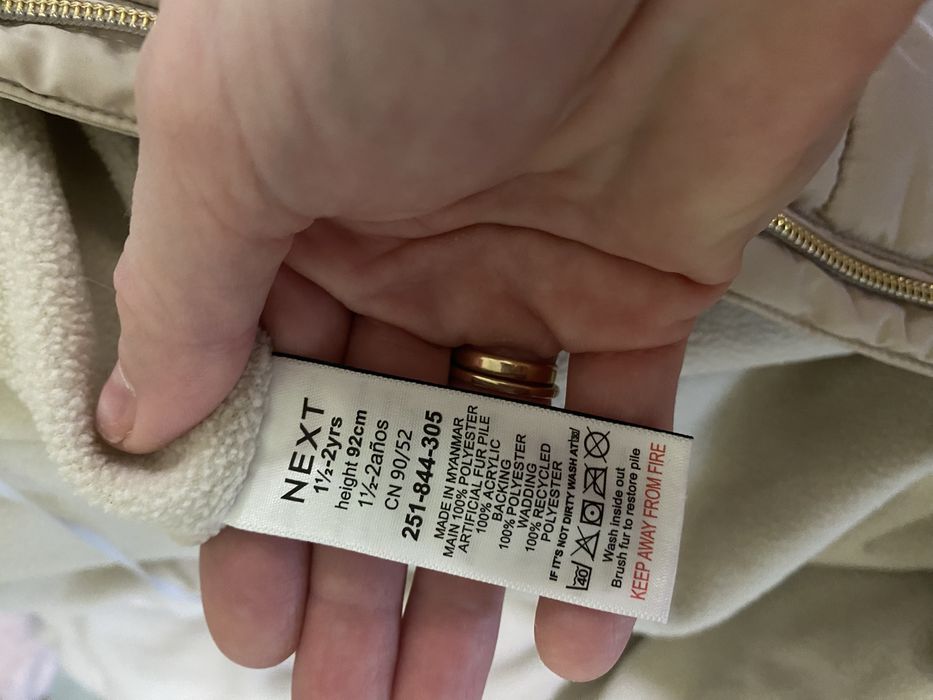 NEXT
1½-2yrs
height 92cm
1½-2años
CN 90/52
251-844-305
MADE IN MYANMAR
MAIN 100% POLYESTER
ARTIFICIAL FUR PILE
100% ACRYLIC
BACKING
100% POLYESTER
WADDING
100% RECYCLED
POLYESTER
IF IT'S NOT DIRTY WASH AT
40
Wash inside out
Brush fur to restore pile
KEEP AWAY FROM FIRE